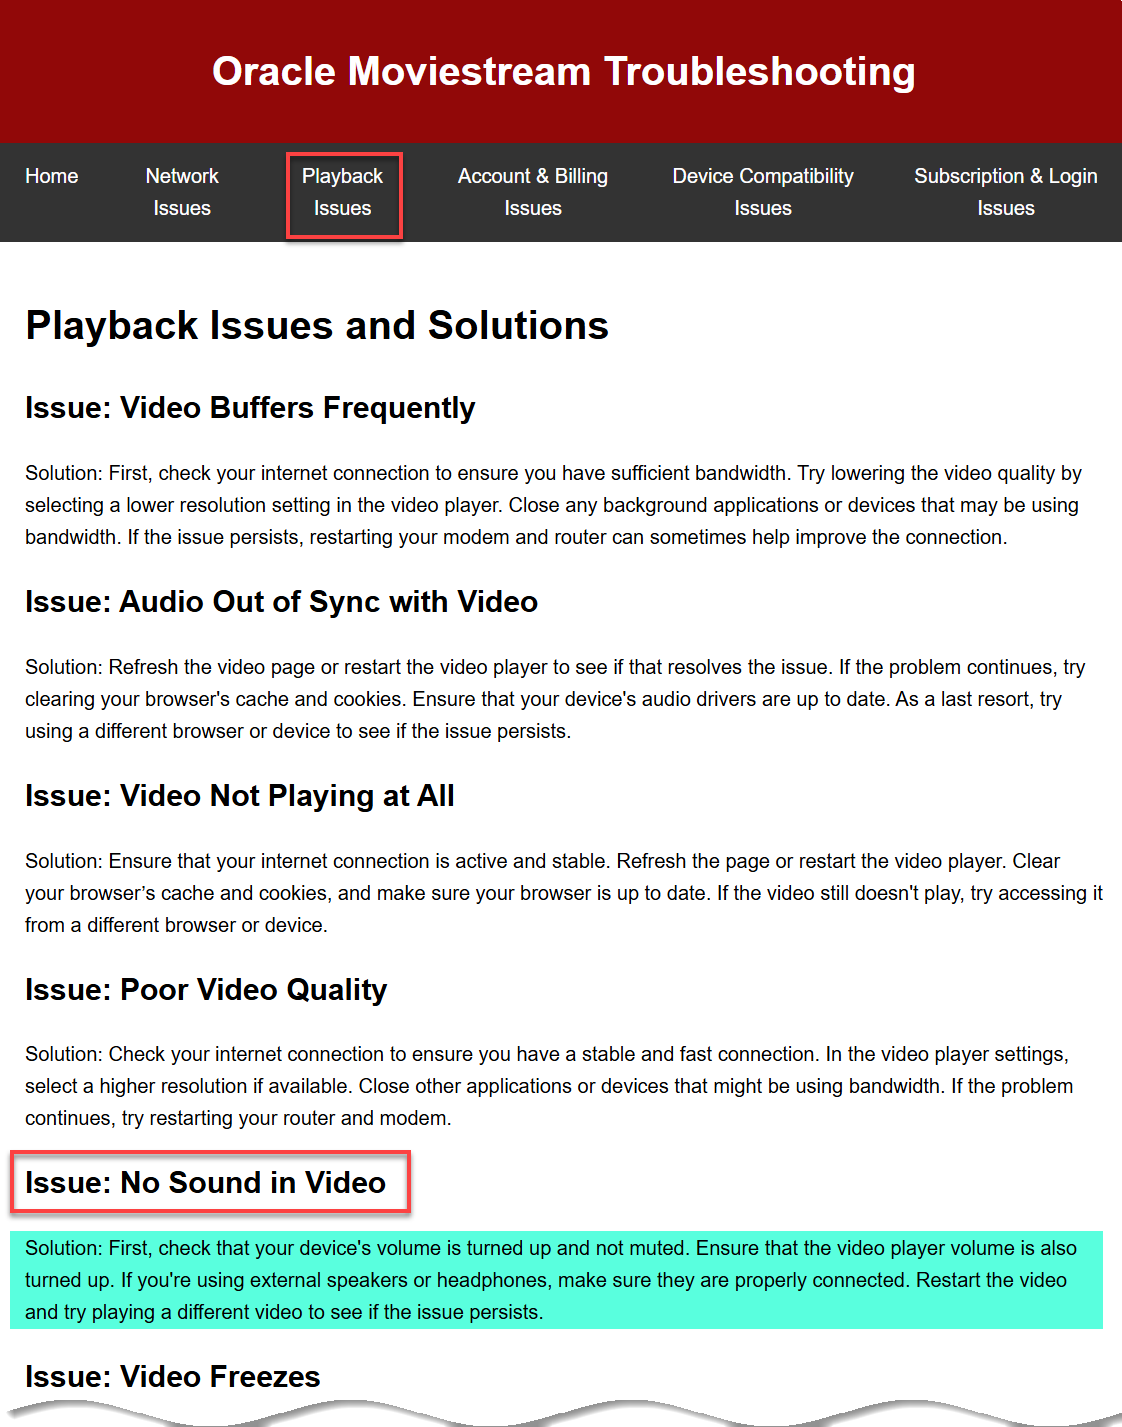 Oracle Moviestream Troubleshooting
Home
Network
Issues
Playback
Issues
Account & Billing
Issues
Device Compatibility
Issues
Subscription & Login
Issues
Playback Issues and Solutions
Issue: Video Buffers Frequently
Solution: First, check your internet connection to ensure you have sufficient bandwidth. Try lowering the video quality by
selecting a lower resolution setting in the video player. Close any background applications or devices that may be using
bandwidth. If the issue persists, restarting your modem and router can sometimes help improve the connection.
Issue: Audio Out of Sync with Video
Solution: Refresh the video page or restart the video player to see if that resolves the issue. If the problem continues, try
clearing your browser's cache and cookies. Ensure that your device's audio drivers are up to date. As a last resort, try
using a different browser or device to see if the issue persists.
Issue: Video Not Playing at All
Solution: Ensure that your internet connection is active and stable. Refresh the page or restart the video player. Clear
your browser’s cache and cookies, and make sure your browser is up to date. If the video still doesn't play, try accessing it
from a different browser or device.
Issue: Poor Video Quality
Solution: Check your internet connection to ensure you have a stable and fast connection. In the video player settings,
select a higher resolution if available. Close other applications or devices that might be using bandwidth. If the problem
continues, try restarting your router and modem.
Issue: No Sound in Video
Solution: First, check that your device's volume is turned up and not muted. Ensure that the video player volume is also
turned up. If you're using external speakers or headphones, make sure they are properly connected. Restart the video
and try playing a different video to see if the issue persists.
Issue: Video Freezes